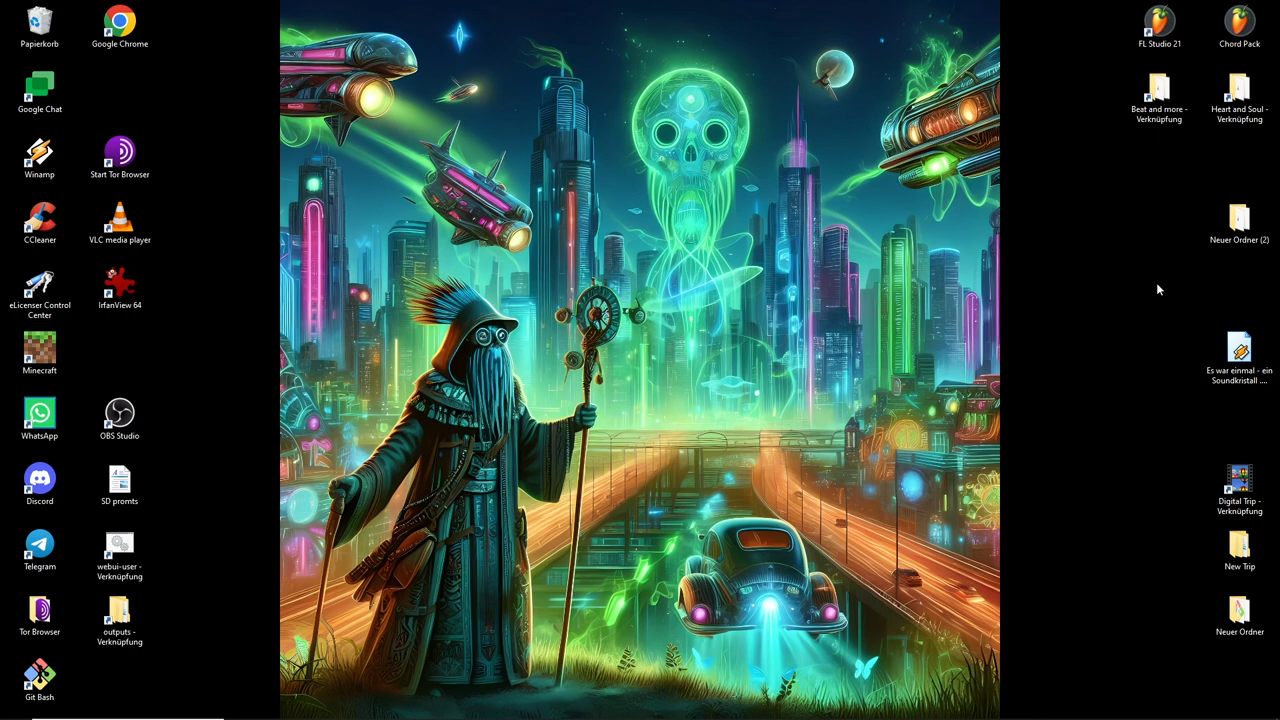 Papierkorb
Google Chrome
Google Chat
Winamp
Start Tor Browser
CCleaner
VLC media player
eLicenser Control
Center
IrfanView 64
Minecraft
WhatsApp
OBS Studio
Discord
SD promts
Telegram
webui-user -
Verknüpfung
Tor Browser
outputs -
Verknüpfung
Git Bash
FL Studio 21
Chord Pack
Beat and more -
Verknüpfung
Heart and Soul -
Verknüpfung
Neuer Ordner (2)
Es war einmal - ein
Soundkristall ....
Digital Trip -
Verknüpfung
New Trip
Neuer Ordner